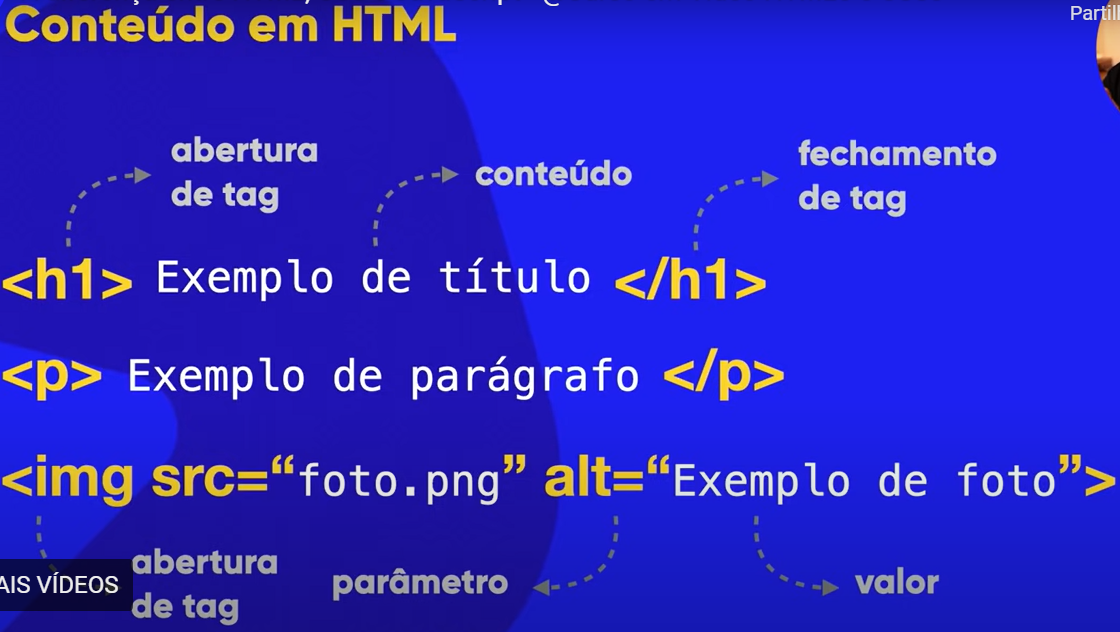 Partil
Conteúdo em HTML
abertura
de tag
conteúdo
fechamento
de tag
<h1> Exemplo de título </h1>
<p> Exemplo de parágrafo </p>
<img src=“foto.png” alt=“Exemplo de foto”>
abertura
de tag
parâmetro
valor
AIS VÍDEOS